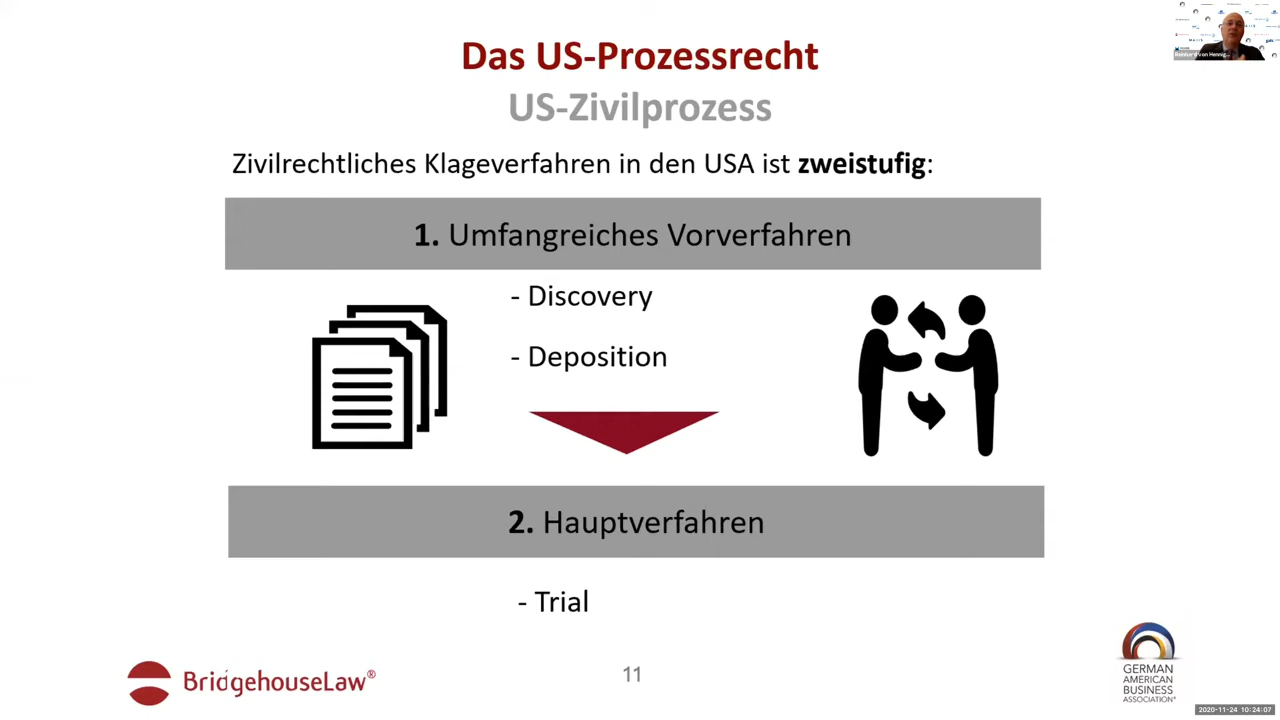 Das US-Prozessrecht
US-Zivilprozess
Zivilrechtliches Klageverfahren in den USA ist zweistufig:
1. Umfangreiches Vorverfahren
- Discovery
- Deposition
2. Hauptverfahren
- Trial
BridgehouseLaw®
11
GERMAN
AMERICAN
BUSINESS
ASSOCIATION
2020-11-24 10:24:07